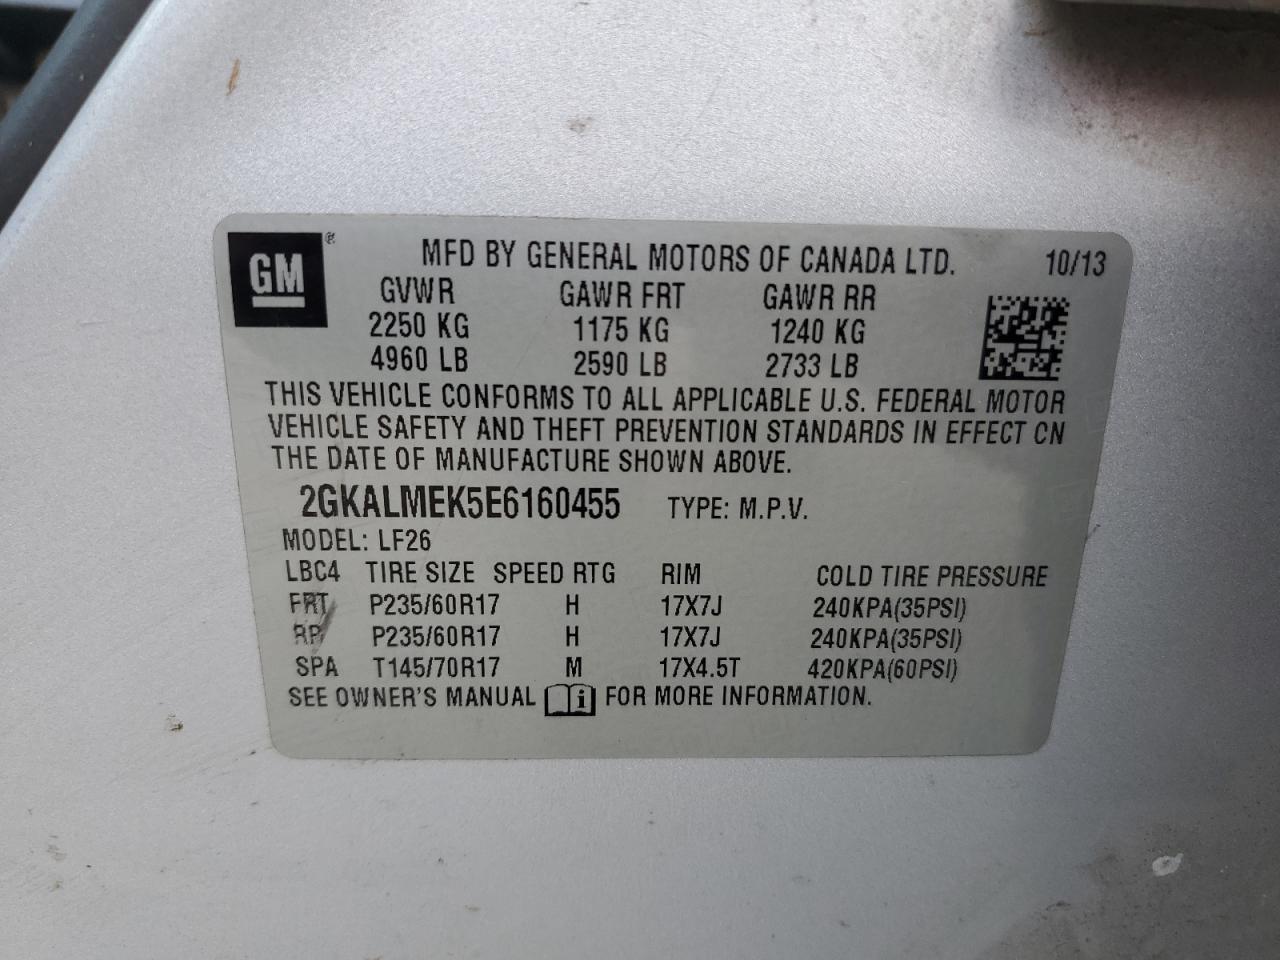 GM ®
MFD BY GENERAL MOTORS OF CANADA LTD. 10/13
GVWR GAWR FRT GAWR RR
2250 KG 1175 KG 1240 KG
4960 LB 2590 LB 2733 LB
THIS VEHICLE CONFORMS TO ALL APPLICABLE U.S. FEDERAL MOTOR
VEHICLE SAFETY AND THEFT PREVENTION STANDARDS IN EFFECT ON
THE DATE OF MANUFACTURE SHOWN ABOVE.
2GKALMEK5E6160455 TYPE: M.P.V.
MODEL: LF26
LBC4 TIRE SIZE SPEED RTG RIM COLD TIRE PRESSURE
FRT P235/60R17 H 17X7J 240KPA(35PSI)
RR P235/60R17 H 17X7J 240KPA(35PSI)
SPA T145/70R17 M 17X4.5T 420KPA(60PSI)
SEE OWNER'S MANUAL i FOR MORE INFORMATION.